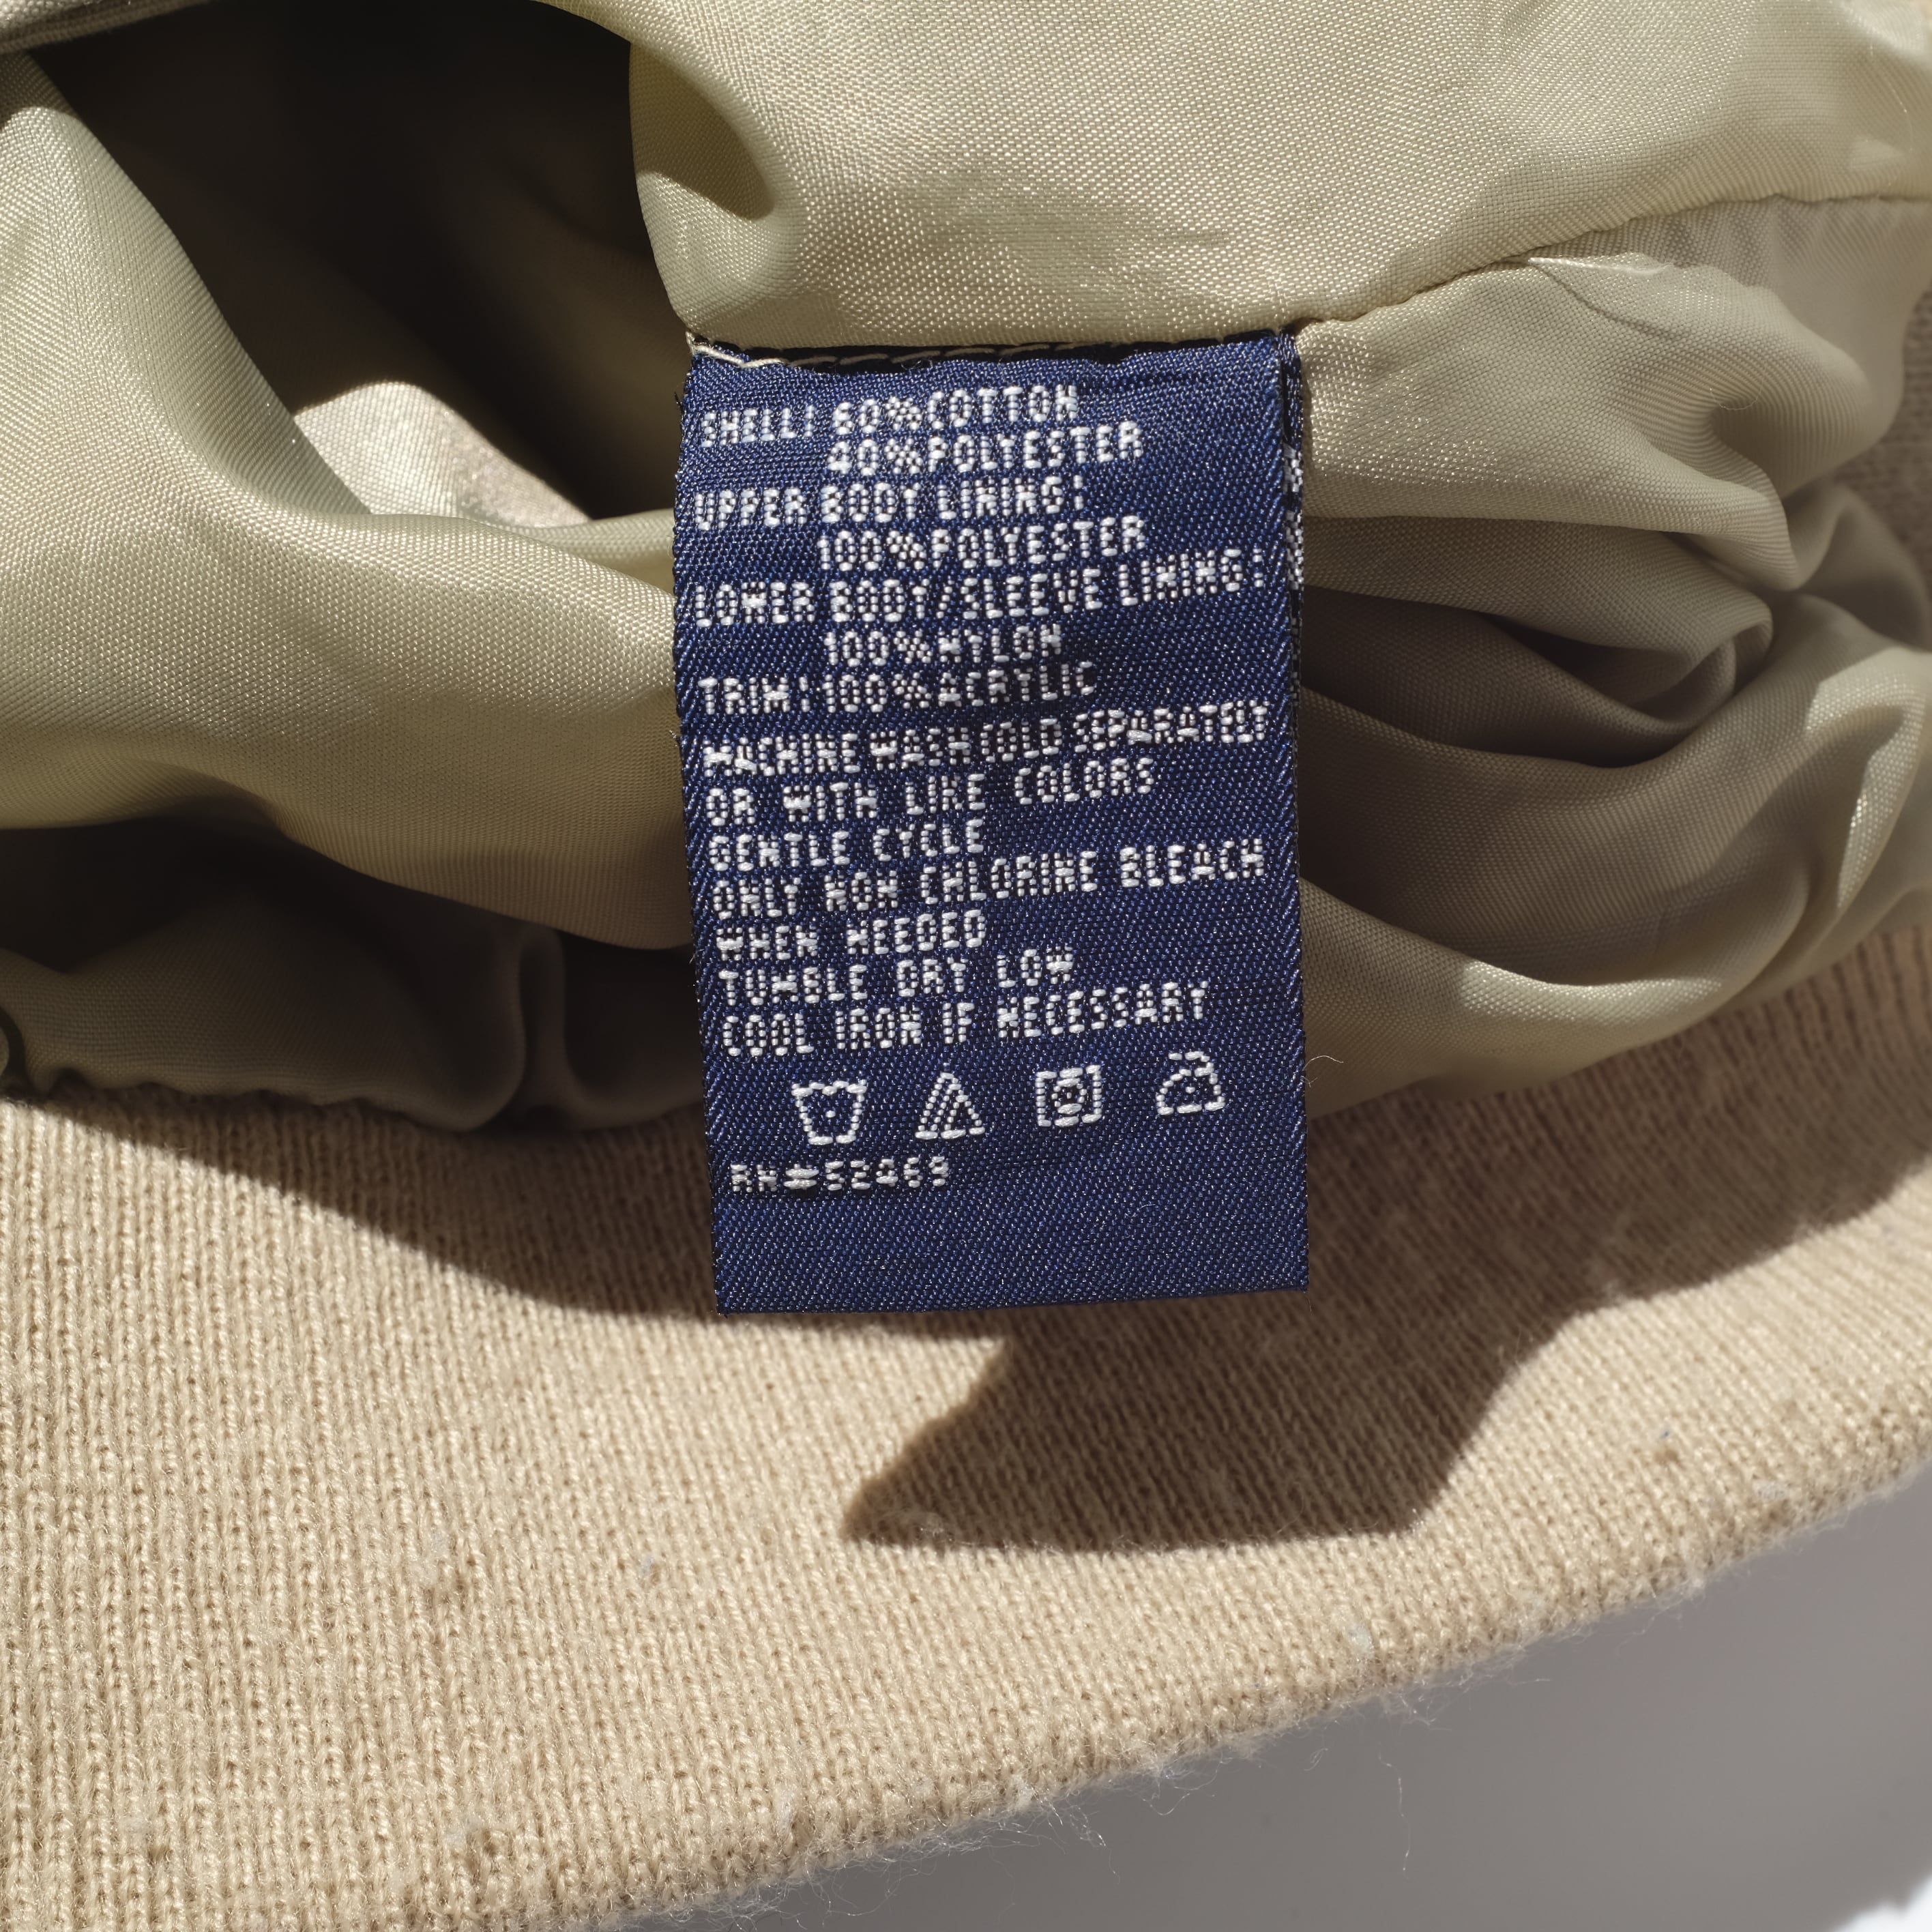 SHELL: 60%COTTON
40%POLYESTER
UPPER BODY LINING:
100%POLYESTER
LOWER BODY/SLEEVE LINING:
100%NYLON
TRIM:100%ACRYLIC
MACHINE WASH COLD SEPARATELY
OR WITH LIKE COLORS
GENTLE CYCLE
ONLY NON CHLORINE BLEACH
WHEN NEEDED
TUMBLE DRY LOW
COOL IRON IF NECESSARY
RN#52469